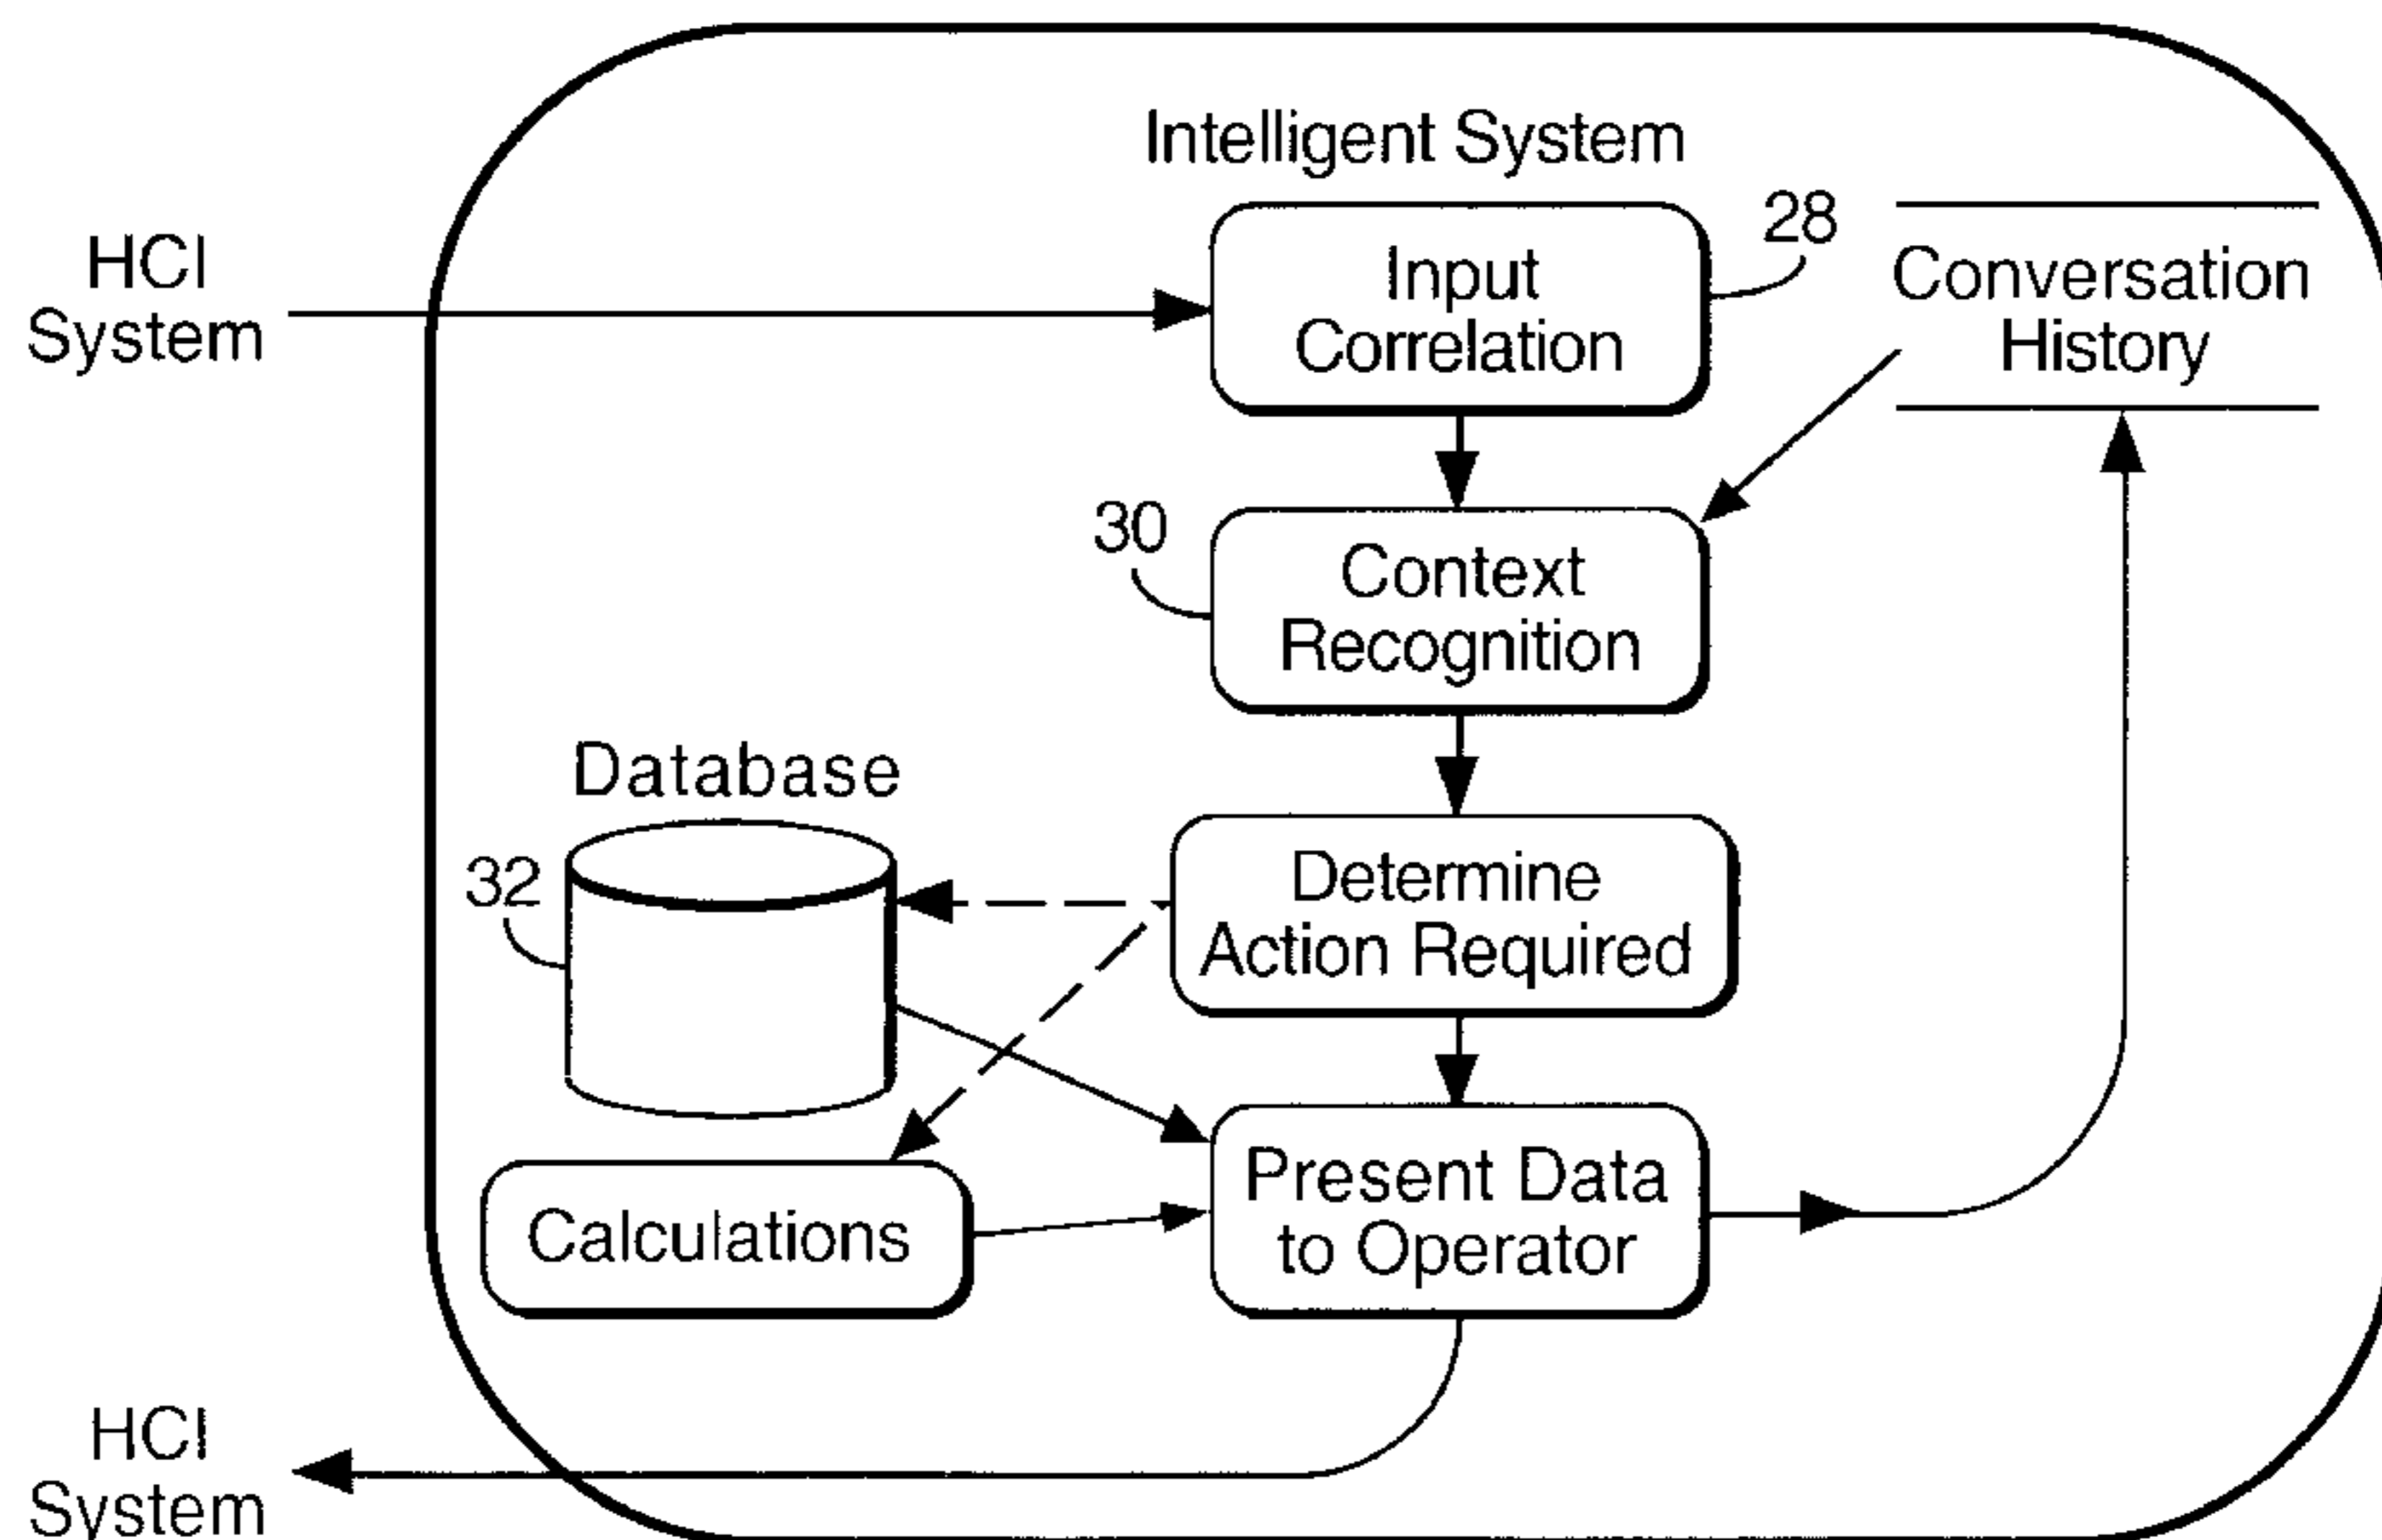 Intelligent System
HCI
System
Input
Correlation
28
Conversation
History
30
Context
Recognition
Database
32
Determine
Action Required
Calculations
Present Data
to Operator
HCI
System